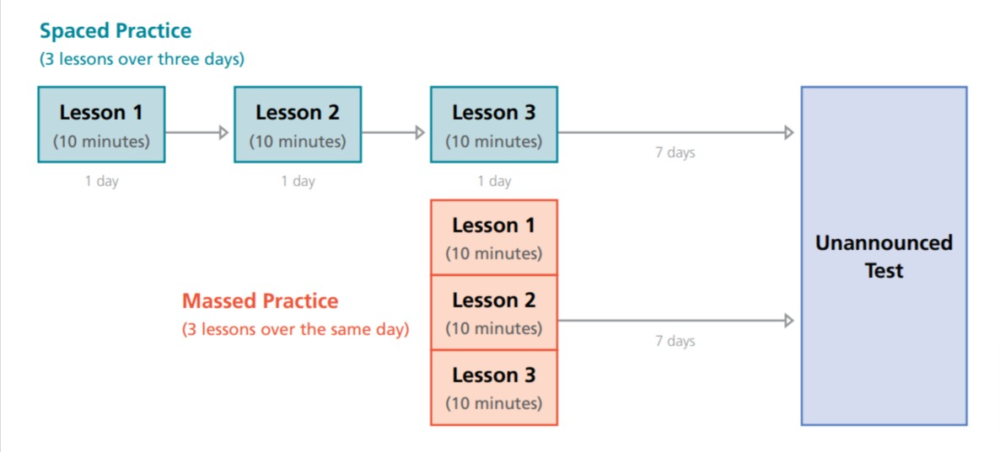 Spaced Practice
(3 lessons over three days)
Lesson 1
(10 minutes)
Lesson 2
(10 minutes)
Lesson 3
(10 minutes)
7 days
1 day
1 day
1 day
Massed Practice
(3 lessons over the same day)
Lesson 1
(10 minutes)
Lesson 2
(10 minutes)
Lesson 3
(10 minutes)
7 days
Unannounced
Test